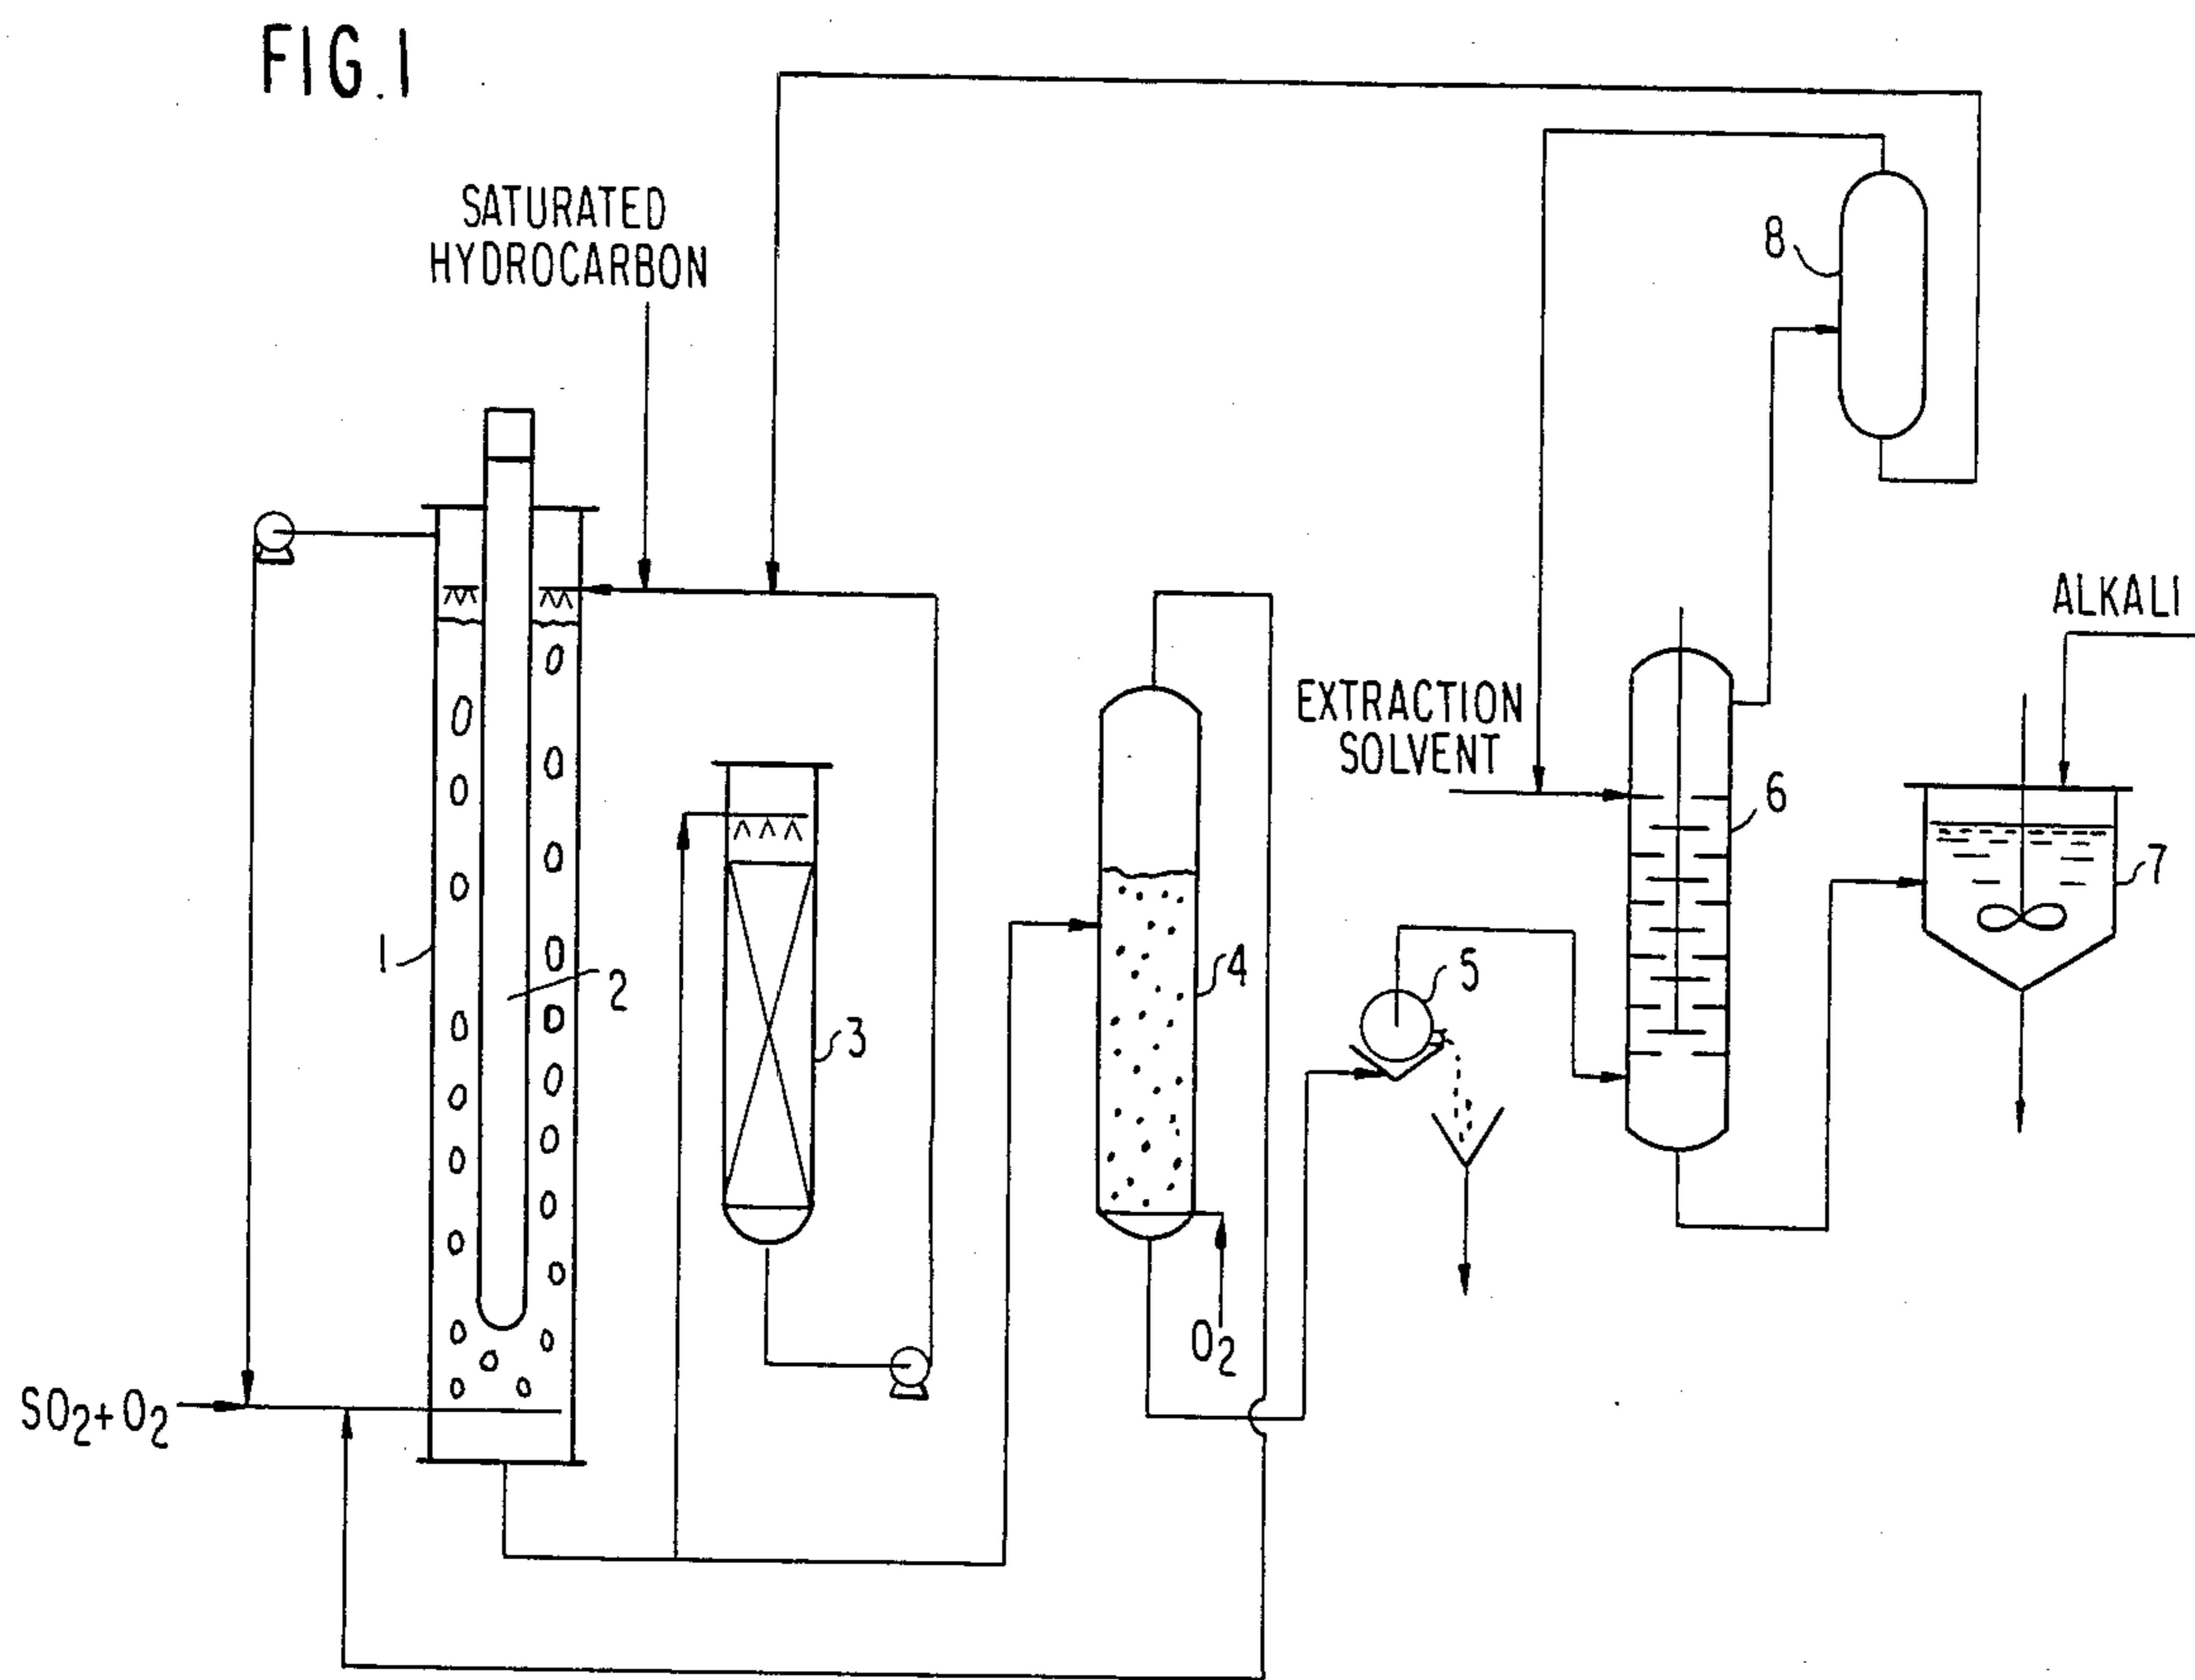 FIG.1
SATURATED
HYDROCARBON
8
ALKALI
EXTRACTION
SOLVENT
6
7
1
2
3
4
5
O2
SO2+O2